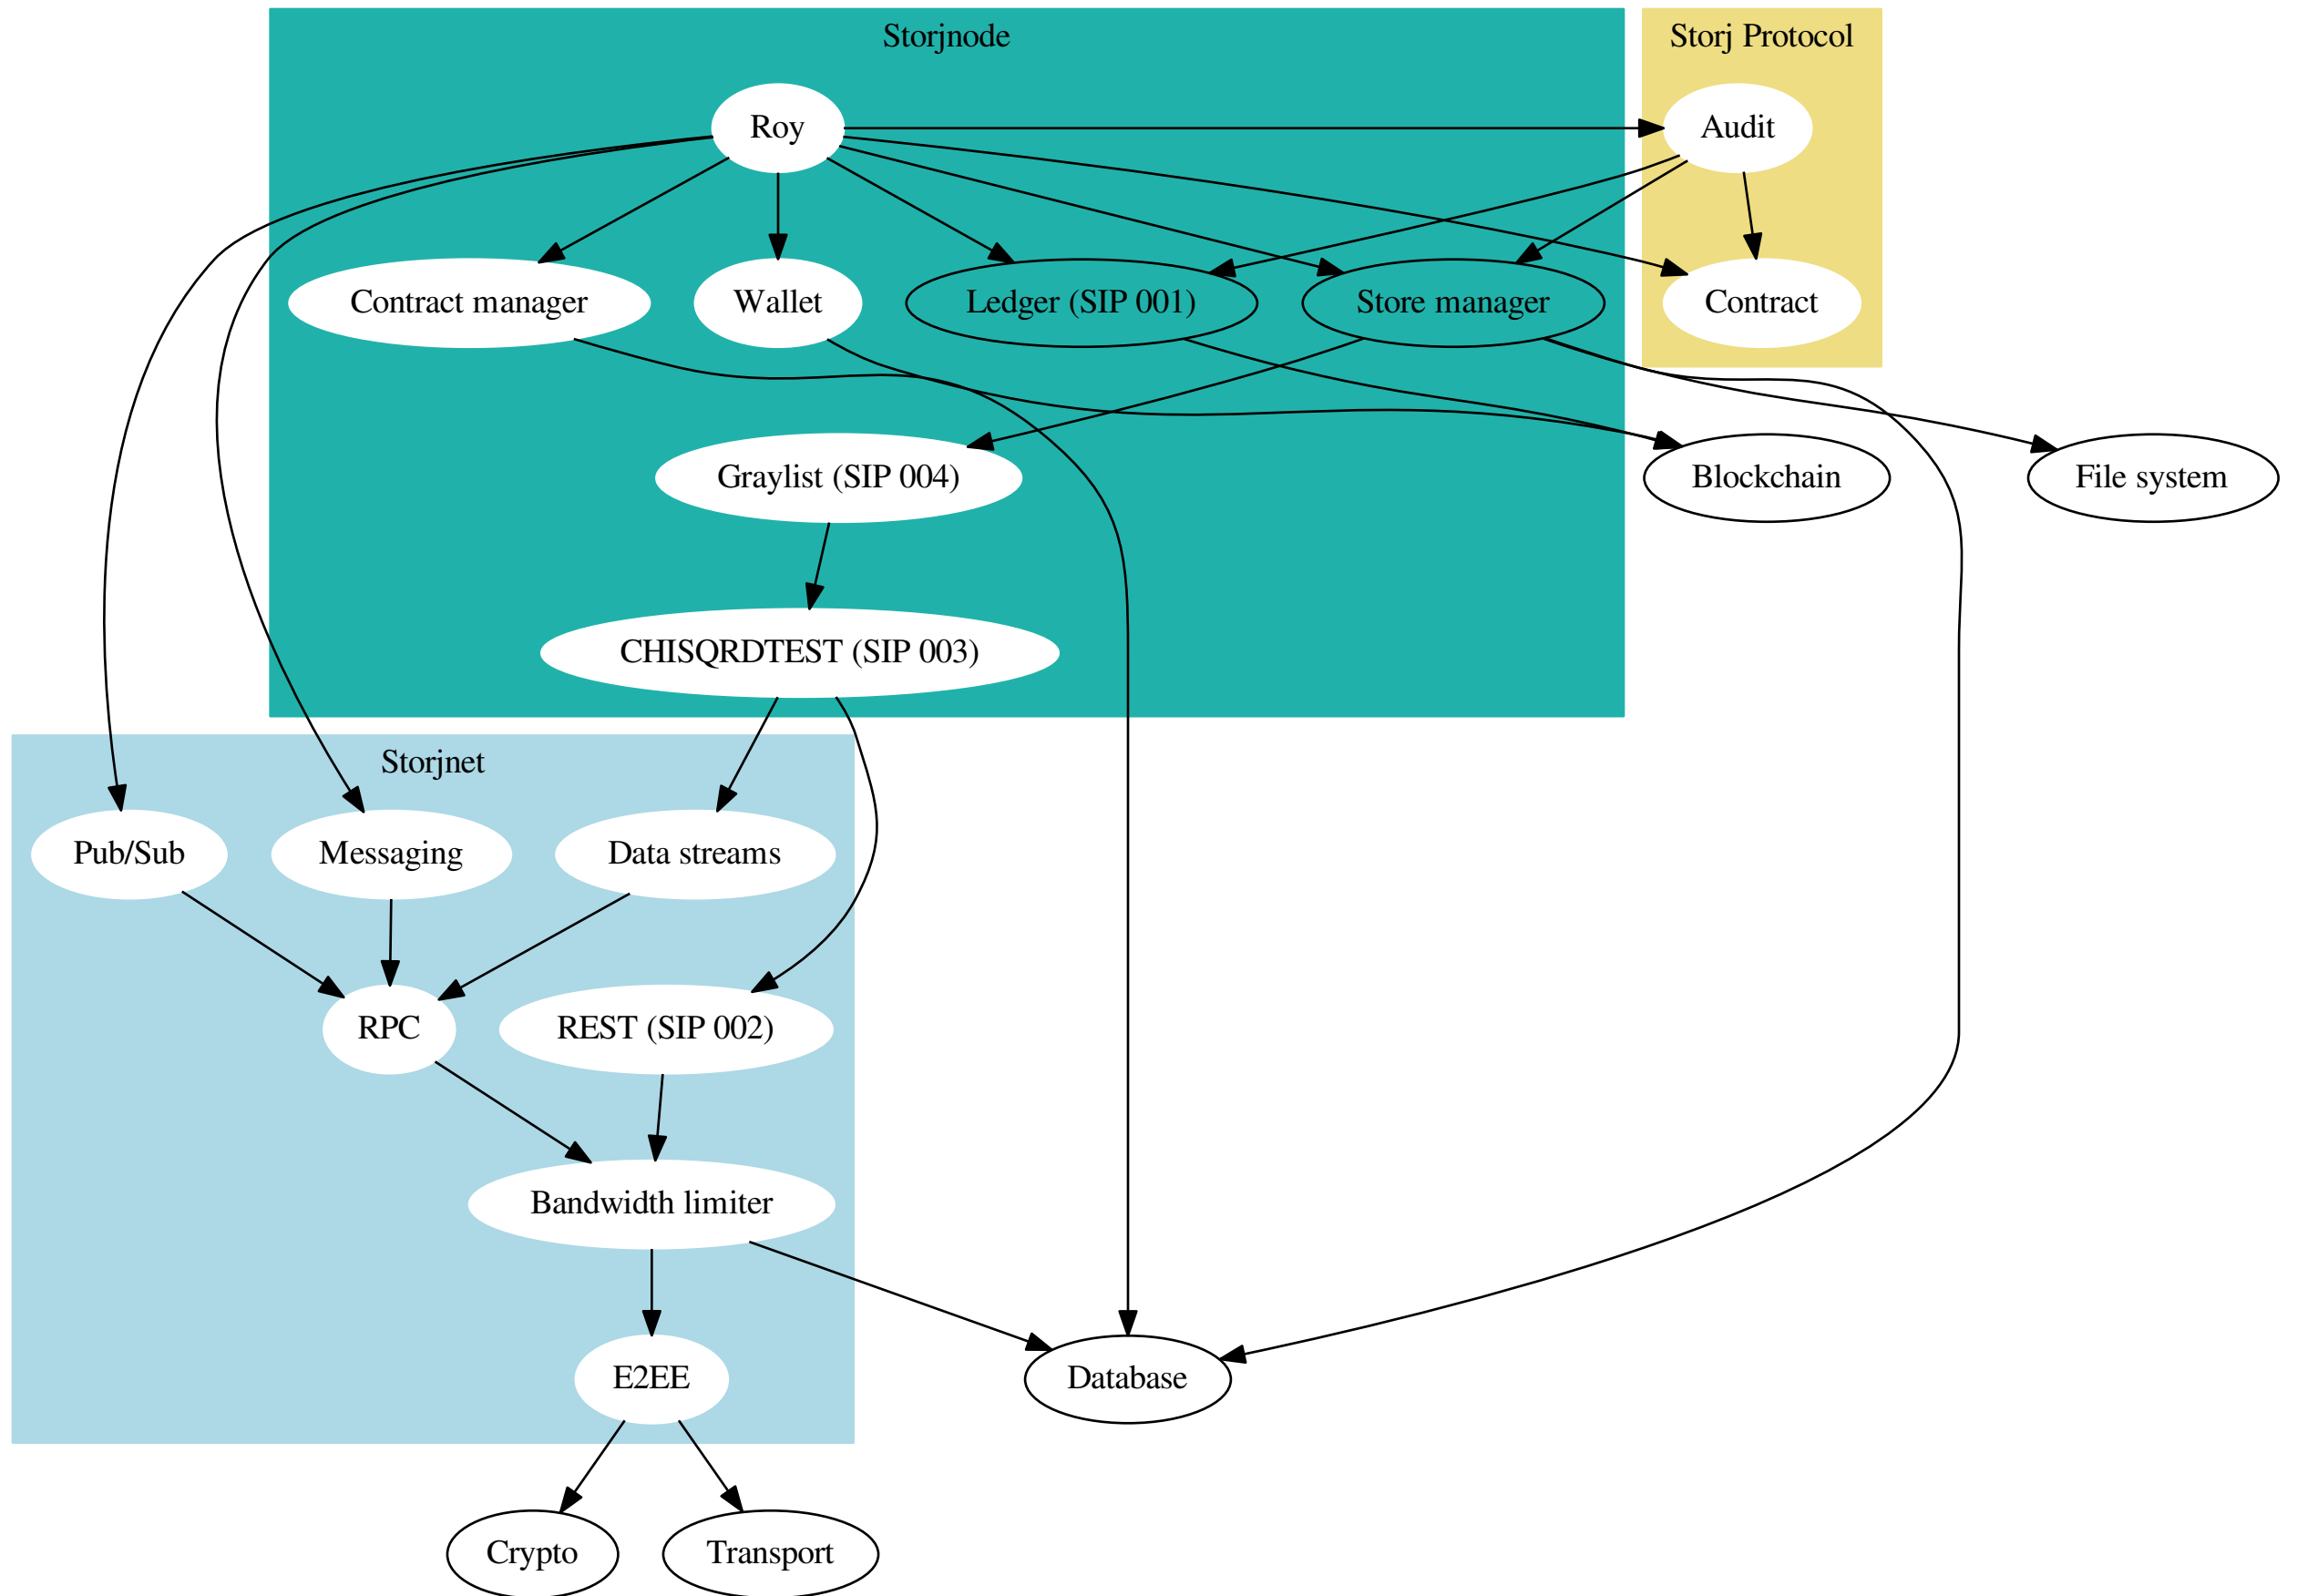 Storjnode
Storj Protocol
Roy
Audit
Contract manager
Wallet
Ledger (SIP 001)
Store manager
Contract
Graylist (SIP 004)
Blockchain
File system
CHISQRDTEST (SIP 003)
Storjnet
Pub/Sub
Messaging
Data streams
RPC
REST (SIP 002)
Bandwidth limiter
E2EE
Database
Crypto
Transport